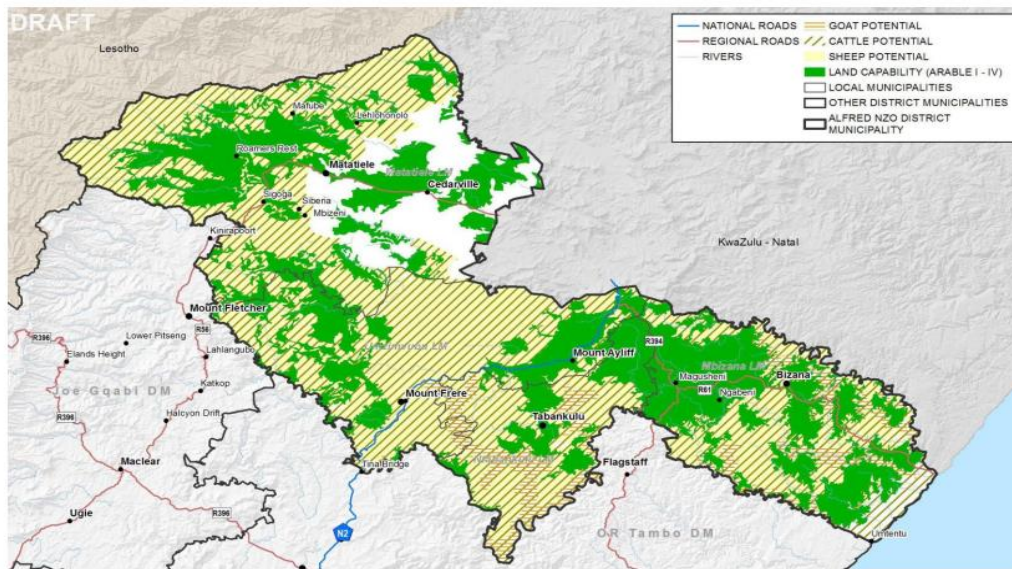 DRAFT
NATIONAL ROADS
REGIONAL ROADS
RIVERS
GOAT POTENTIAL
CATTLE POTENTIAL
SHEEP POTENTIAL
LAND CAPABILITY (ARABLE I - IV)
LOCAL MUNICIPALITIES
OTHER DISTRICT MUNICIPALITIES
ALFRED NZO DISTRICT
MUNICIPALITY
Lesotho
Mafube
Lehlohonolo
Roamers Rest
Matatiele
Matatiele LM
Cedarville
Sigoga
Siberia
Mbizeni
Kinirapoort
KwaZulu - Natal
Mount Fletcher
R56
R396
Lower Pitseng
Elands Height
Lahlangubo
Joe Gqabi DM
Katkop
R396
Halcyon Drift
Maclear
Ugie
R396
Mount Ayliff
R394
Mbizana LM
Magusheni
R61
Ngabeni
Bizana
Mount Frere
Tabankulu
Tina Bridge
Flagstaff
N2
OR Tambo DM
Umtentu